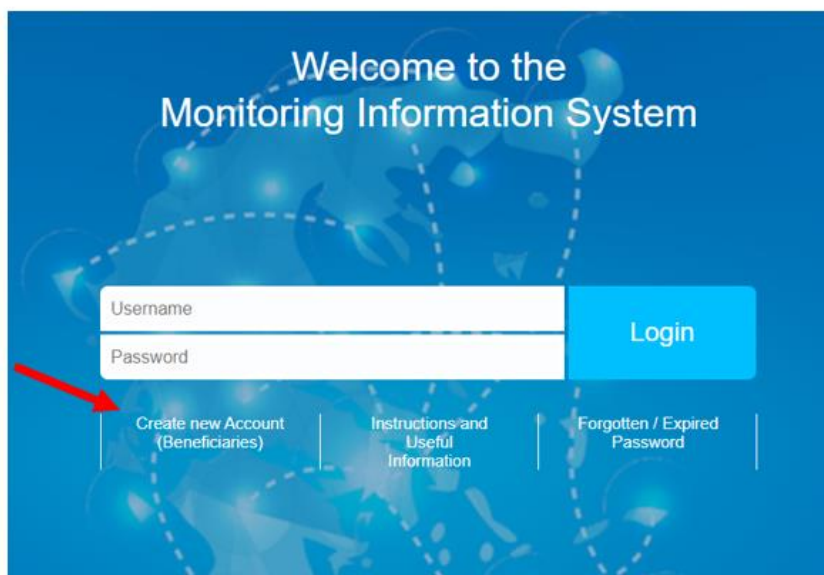 Welcome to the
Monitoring Information System
Username
Password
Login
Create new Account
(Beneficiaries)
Instructions and
Useful
Information
Forgotten / Expired
Password